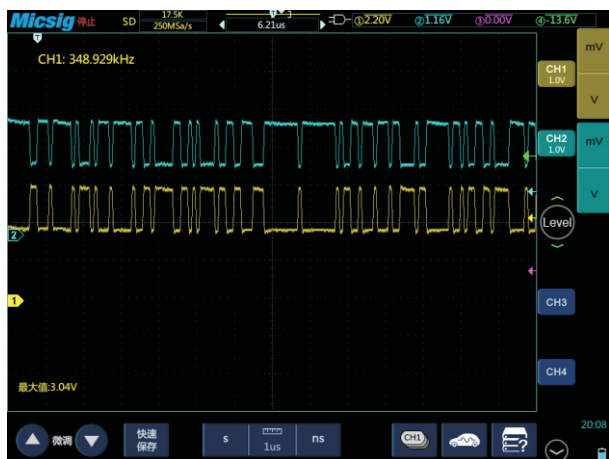 Micsig 停止 SD 17.5K 250MSa/s 6.21us ①2.20V ②1.16V ③0.00V ④-13.6V
T
CH1: 348.929kHz
mV
CH1
1.0V
V
CH2
1.0V
mV
V
Level
2
1
CH3
CH4
最大值:3.04V
20:08
微调
快速
保存
s
1us
ns
CH1
?